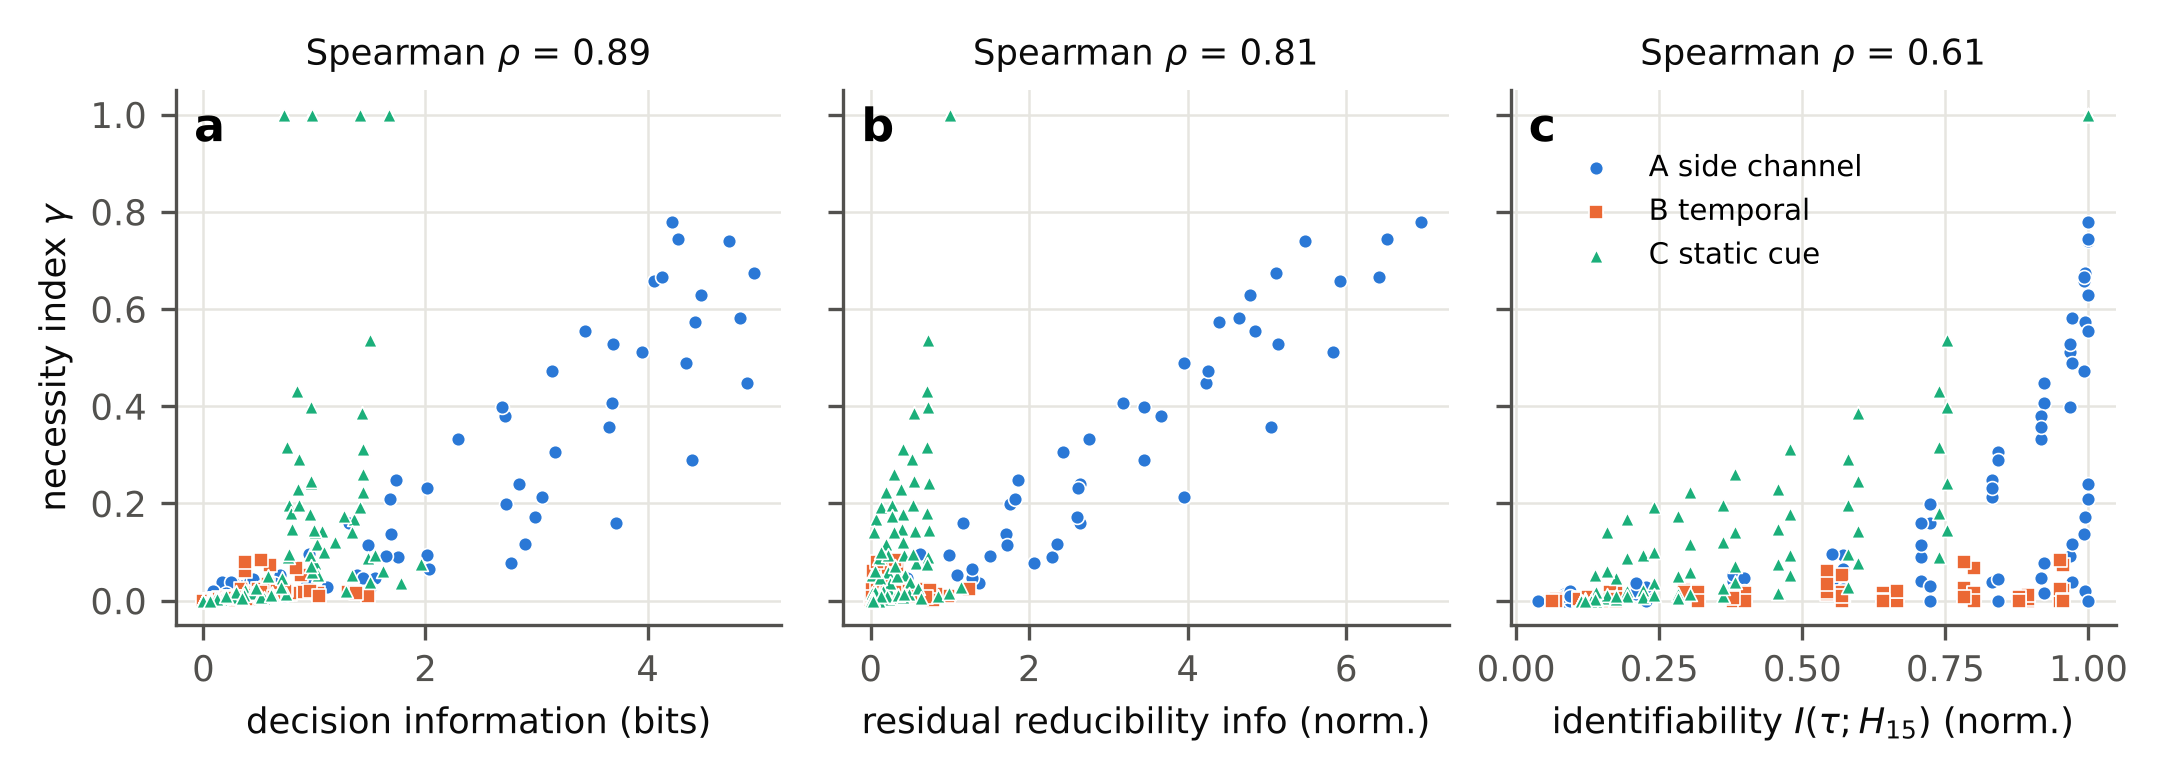 Spearman ρ = 0.89
Spearman ρ = 0.81
Spearman ρ = 0.61
a
b
c
A side channel
B temporal
C static cue
necessity index γ
1.0
0.8
0.6
0.4
0.2
0.0
0 2 4
0 2 4 6
0.00 0.25 0.50 0.75 1.00
decision information (bits)
residual reducibility info (norm.)
identifiability I(τ; H₁₅) (norm.)